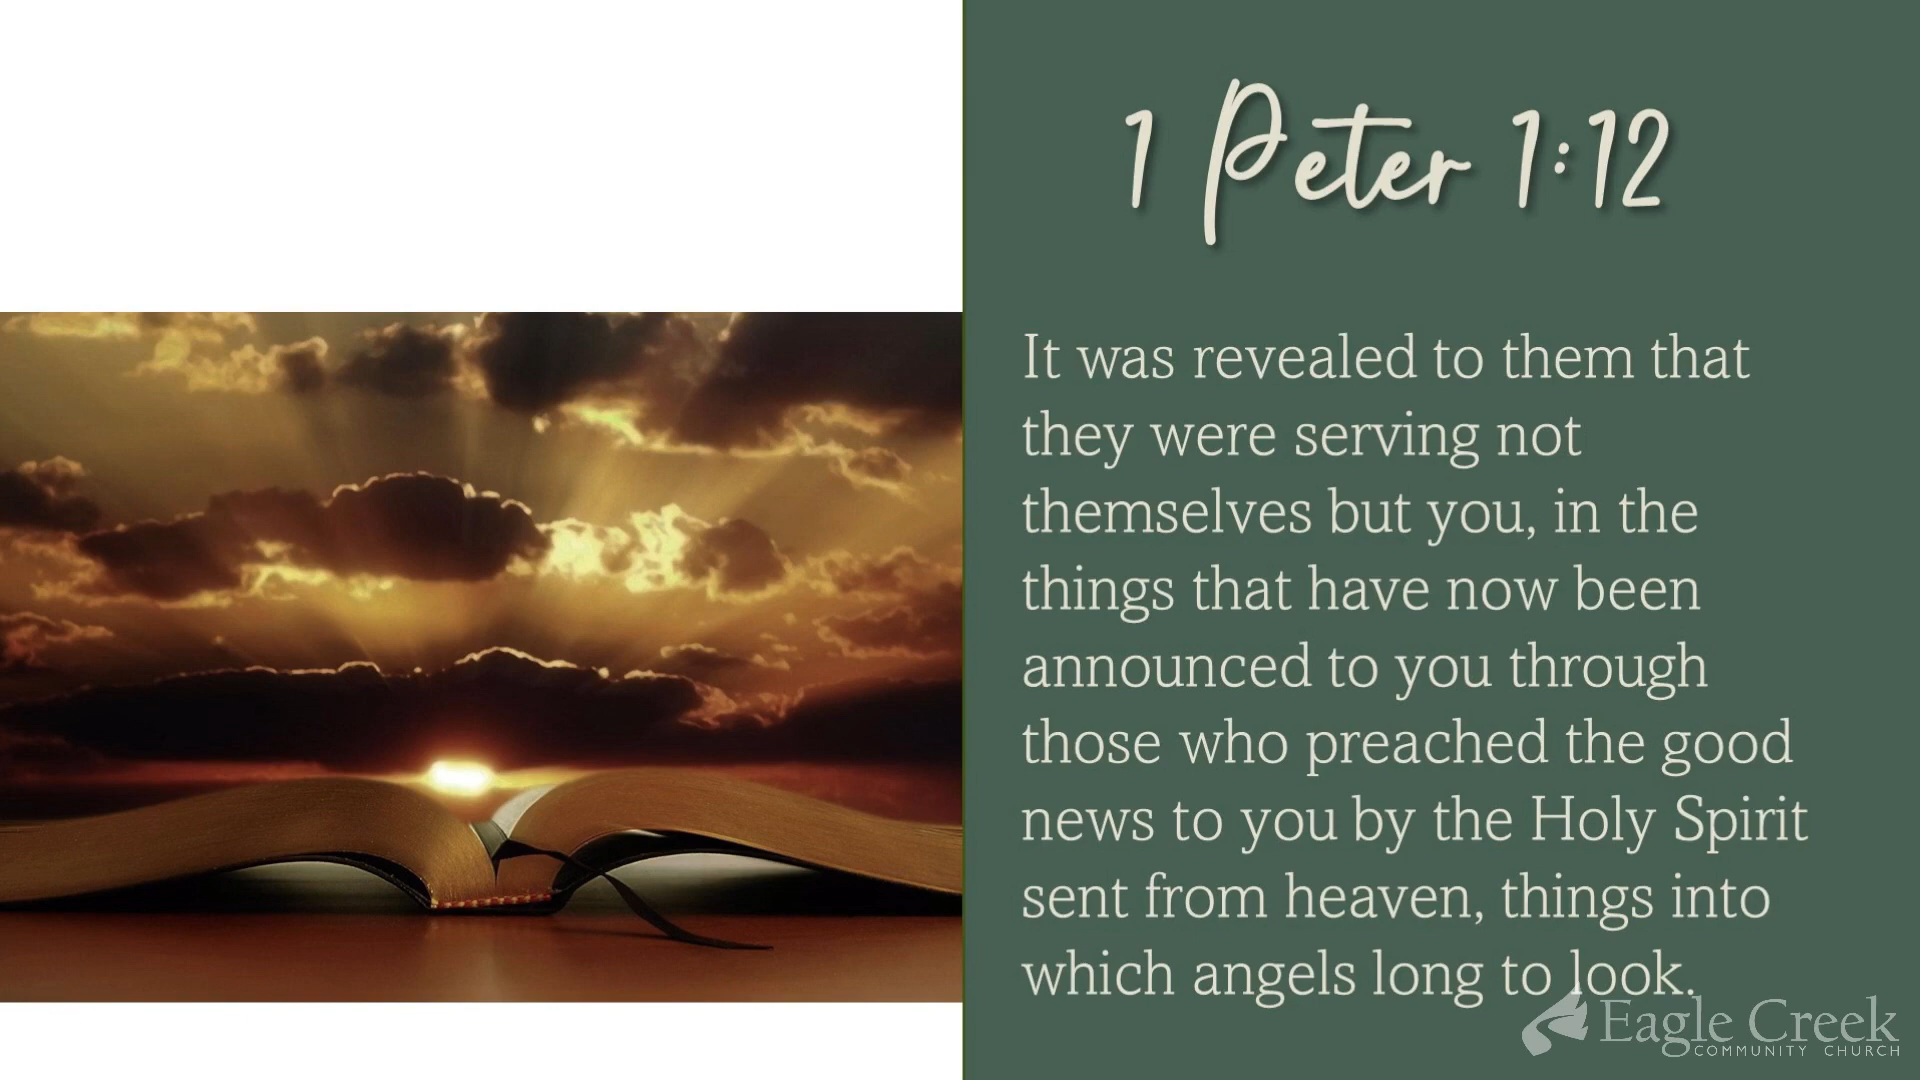 1 Peter 1:12
It was revealed to them that
they were serving not
themselves but you, in the
things that have now been
announced to you through
those who preached the good
news to you by the Holy Spirit
sent from heaven, things into
which angels long to look.
Eagle Creek
COMMUNITY CHURCH